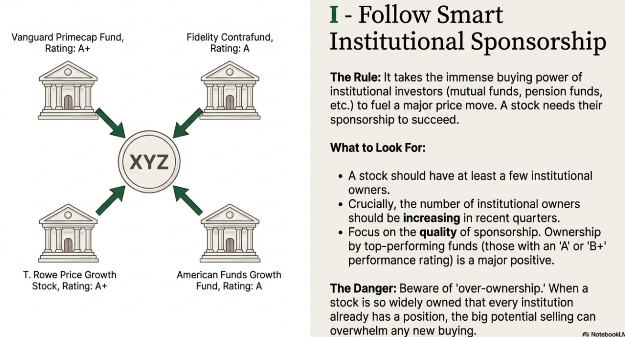 Vanguard Primecap Fund,
Rating: A+
Fidelity Contrafund,
Rating: A
XYZ
T. Rowe Price Growth
Stock, Rating: A+
American Funds Growth
Fund, Rating: A
I - Follow Smart
Institutional Sponsorship
The Rule: It takes the immense buying power of
institutional investors (mutual funds, pension funds,
etc.) to fuel a major price move. A stock needs their
sponsorship to succeed.
What to Look For:
• A stock should have at least a few institutional
owners.
• Crucially, the number of institutional owners
should be increasing in recent quarters.
• Focus on the quality of sponsorship. Ownership
by top-performing funds (those with an 'A' or 'B+'
performance rating) is a major positive.
The Danger: Beware of 'over-ownership.' When a
stock is so widely owned that every institution
already has a position, the big potential selling can
overwhelm any new buying.
NotebookLM